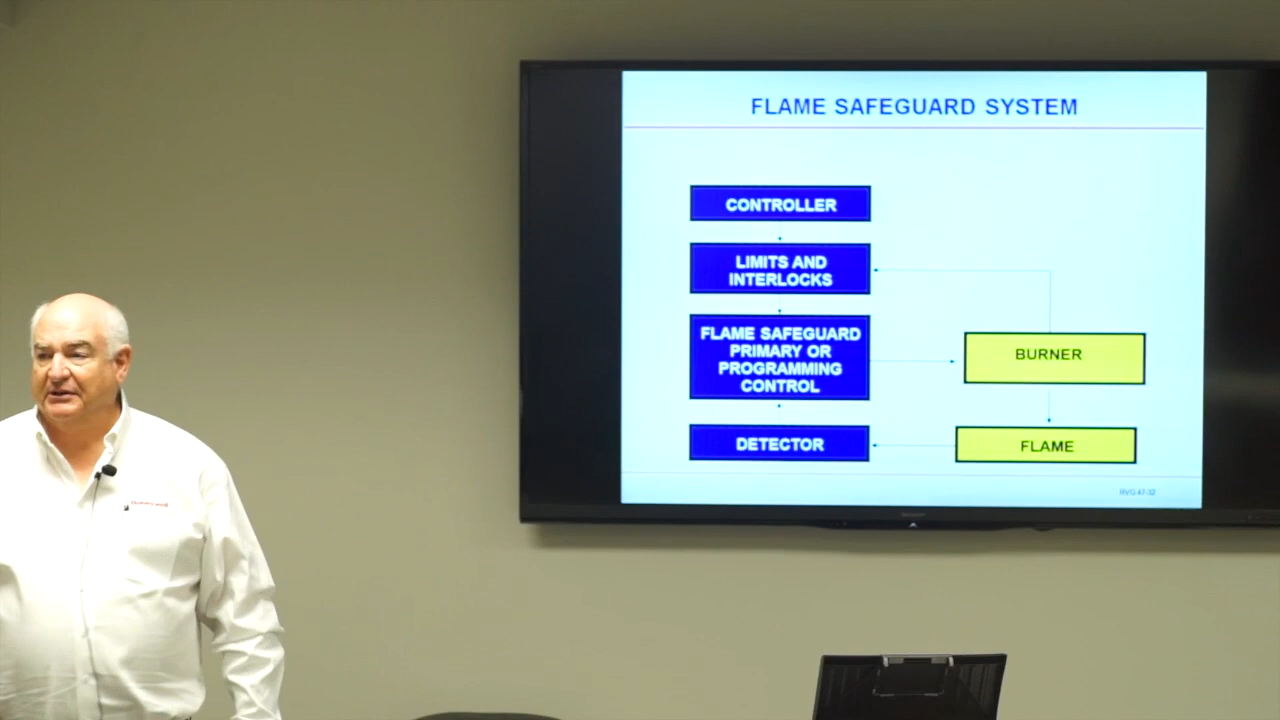 FLAME SAFEGUARD SYSTEM
CONTROLLER
LIMITS AND
INTERLOCKS
FLAME SAFEGUARD
PRIMARY OR
PROGRAMMING
CONTROL
BURNER
DETECTOR
FLAME